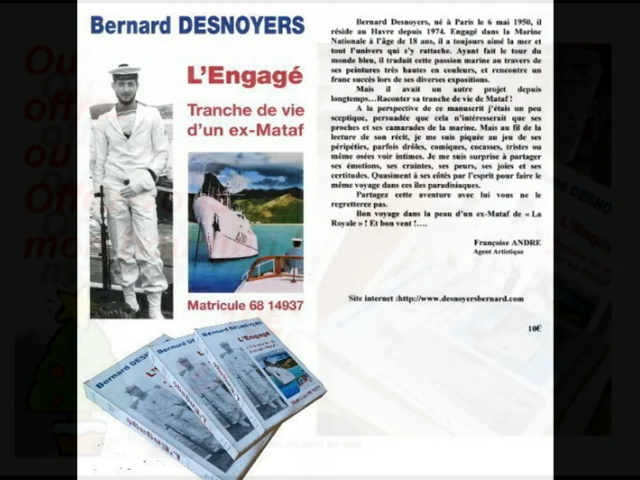 Bernard DESNOYERS
L'Engagé
Tranche de vie
d'un ex-Mataf
Matricule 68 14937
Bernard Desnoyers, né à Paris le 6 mai 1950, il
réside au Havre depuis 1974. Engagé dans la Marine
Nationale à l'âge de 18 ans, il a toujours aimé la mer et
tout l'univers qui s'y rattache. Ayant fait le tour du
monde bleu, il traduit cette passion marine au travers de
ses peintures très hautes en couleurs, et rencontre un
franc succès lors de ses diverses expositions.
Mais il avait un autre projet depuis
longtemps…Raconter sa tranche de vie de Mataf !
A la perspective de ce manuscrit j'étais un peu
sceptique, persuadée que cela n'intéresserait que ses
proches et ses camarades de la marine. Mais au fil de la
lecture de son récit, je me suis piquée au jeu de ses
péripéties, parfois drôles, comiques, cocasses, tristes ou
même osées voir intimes. Je me suis surprise à partager
ses émotions, ses craintes, ses peurs, ses joies et ses
certitudes. Quasiment à ses côtés par l'esprit pour faire le
même voyage dans ces îles paradisiaques.
Partagez cette aventure avec lui vous ne le
regretterez pas.
Bon voyage dans la peau d'un ex-Mataf de « La
Royale » ! Et bon vent !….
Françoise ANDRE
Agent Artistique
Site internet :http://www.desnoyersbernard.com
10€
Bernard DESNOYERS
L'Engagé
Bernard
L'Engagé